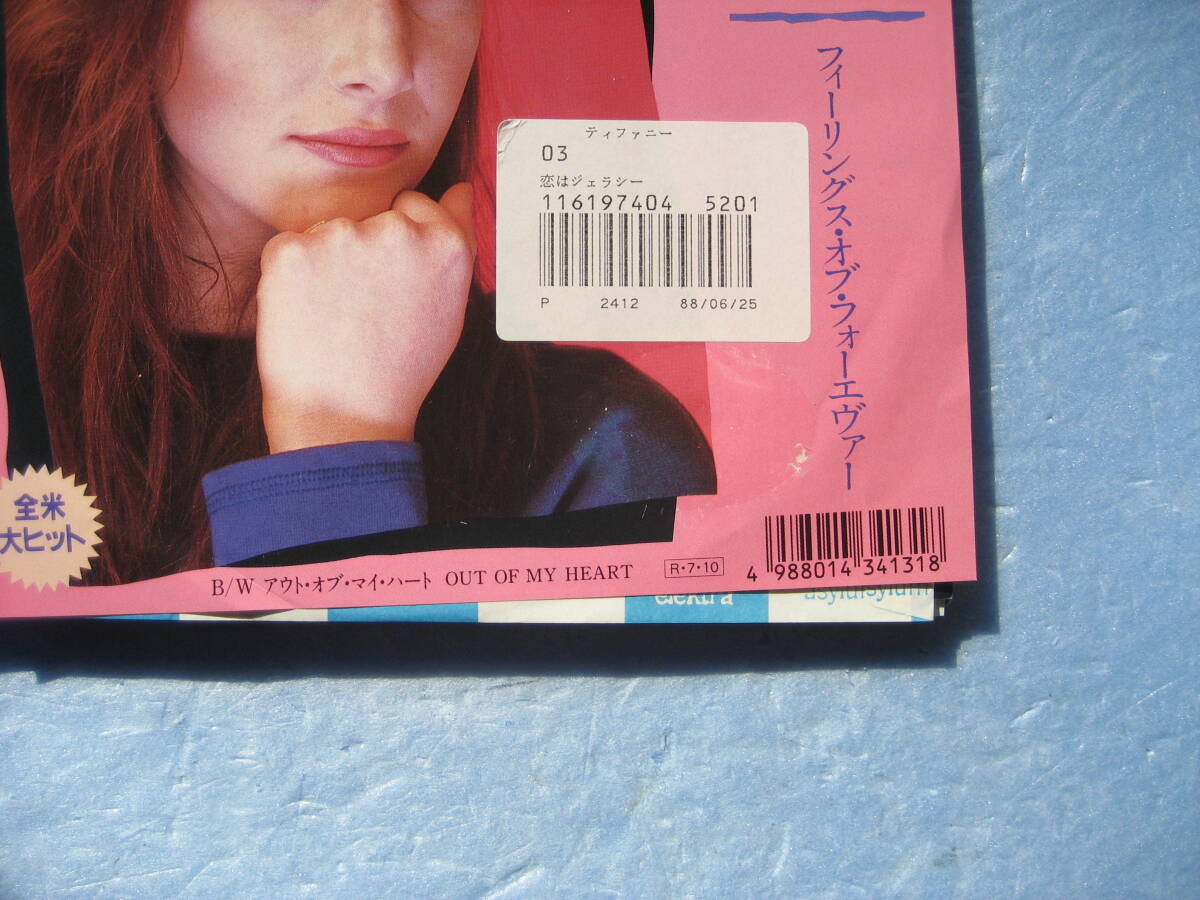 ティファニー
03
恋はジェラシー
116197404 5201
P 2412 88/06/25
フィーリングス・オブ・フォーエヴァー
全米
大ヒット
B/W アウト・オブ・マイ・ハート OUT OF MY HEART
R・7・10
4 988014 341318
elektra